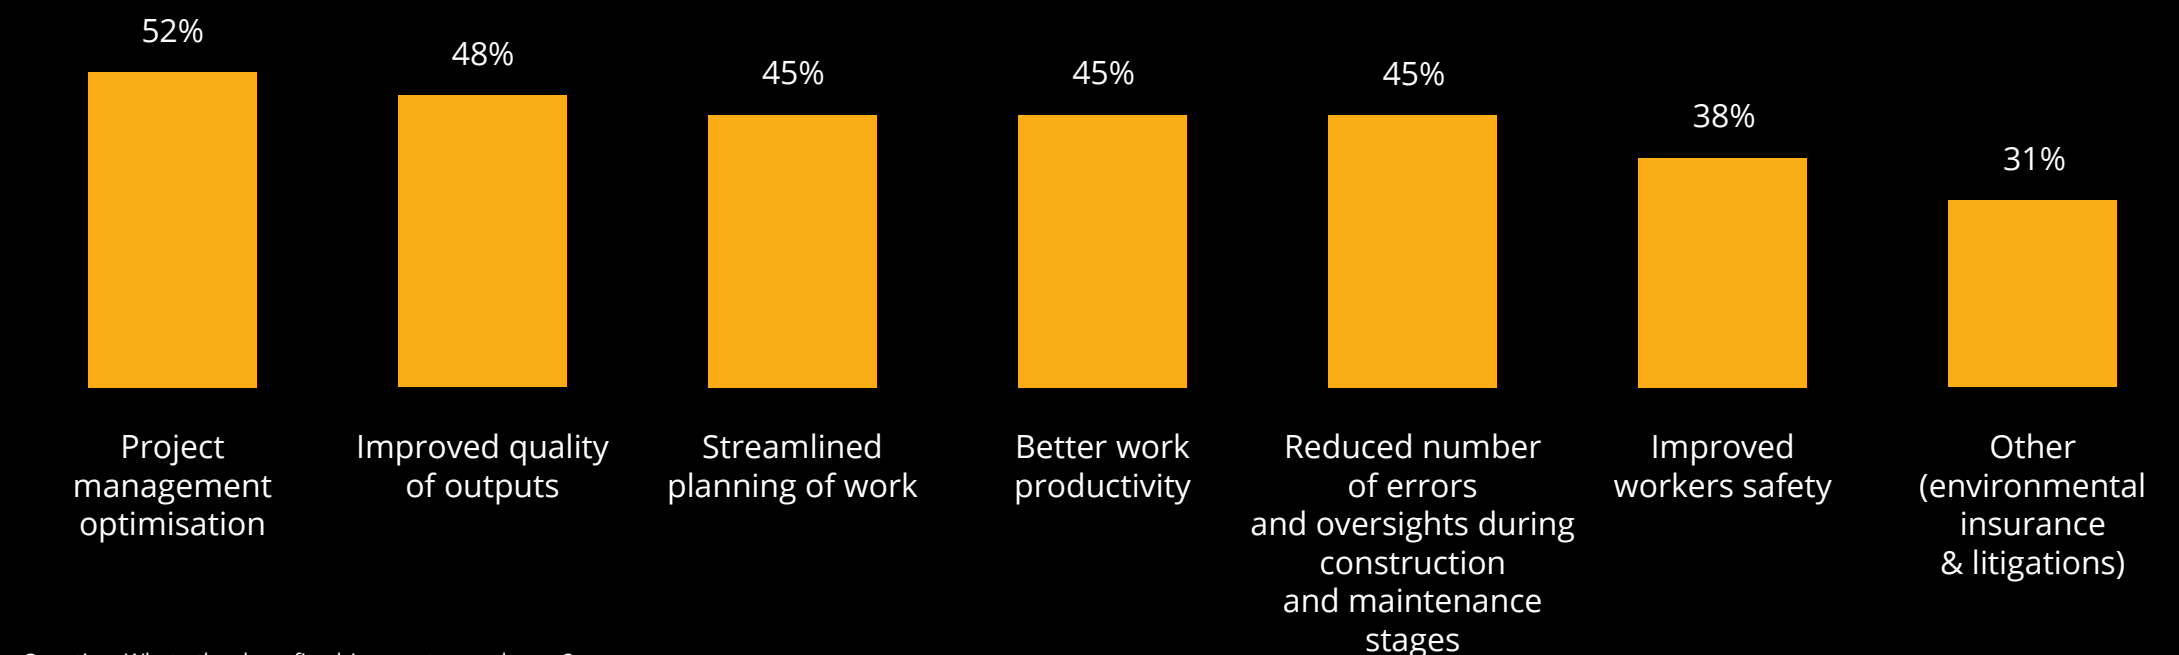 52%
48%
45%
45%
45%
38%
31%
Project
management
optimisation
Improved quality
of outputs
Streamlined
planning of work
Better work
productivity
Reduced number
of errors
and oversights during
construction
and maintenance
stages
Improved
workers safety
Other
(environmental
insurance
& litigations)